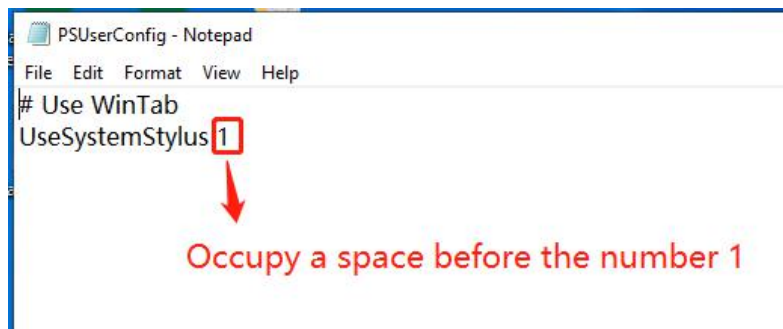 PSUserConfig - Notepad
File Edit Format View Help
# Use WinTab
UseSystemStylus 1
Occupy a space before the number 1